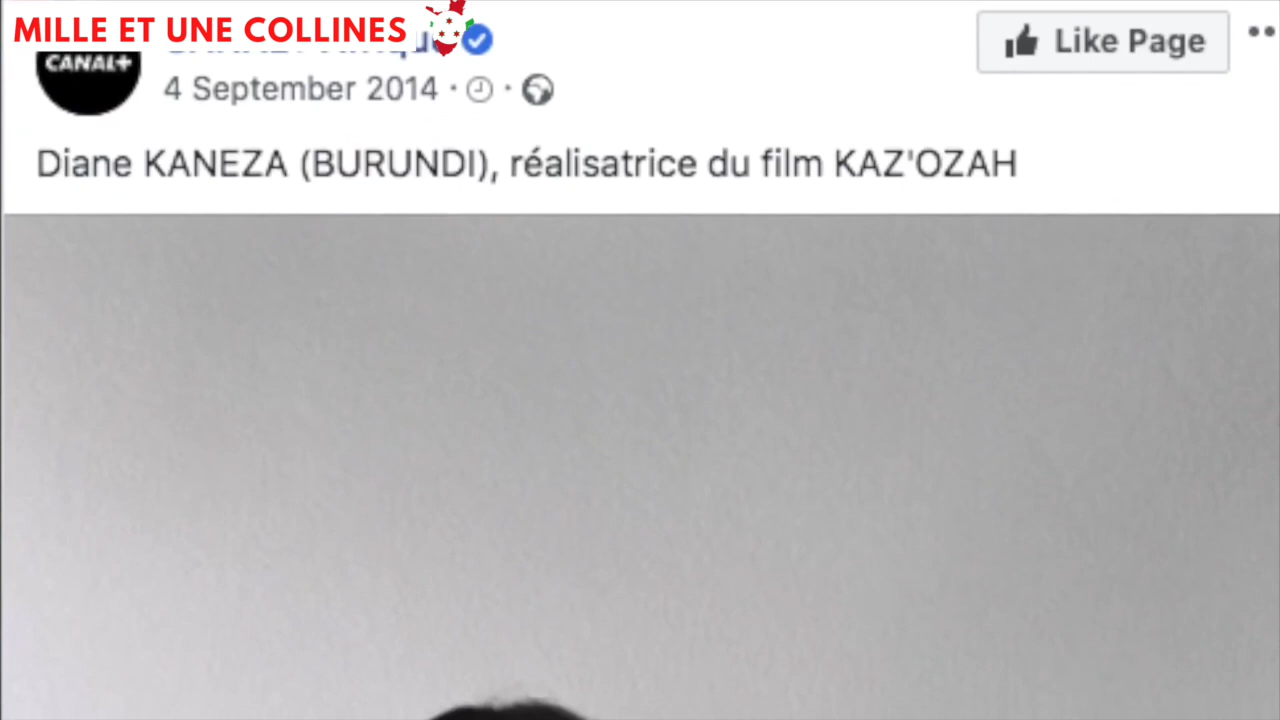 MILLE ET UNE COLLINES
CANAL+
Like Page
4 September 2014
Diane KANEZA (BURUNDI), réalisatrice du film KAZ'OZAH